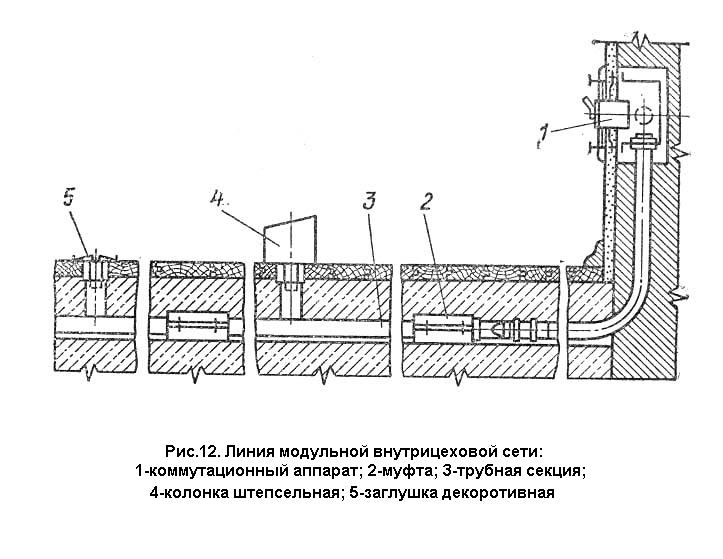 1
5
4
3
2
Рис.12. Линия модульной внутрицеховой сети:
1-коммутационный аппарат; 2-муфта; 3-трубная секция;
4-колонка штепсельная; 5-заглушка декоротивная